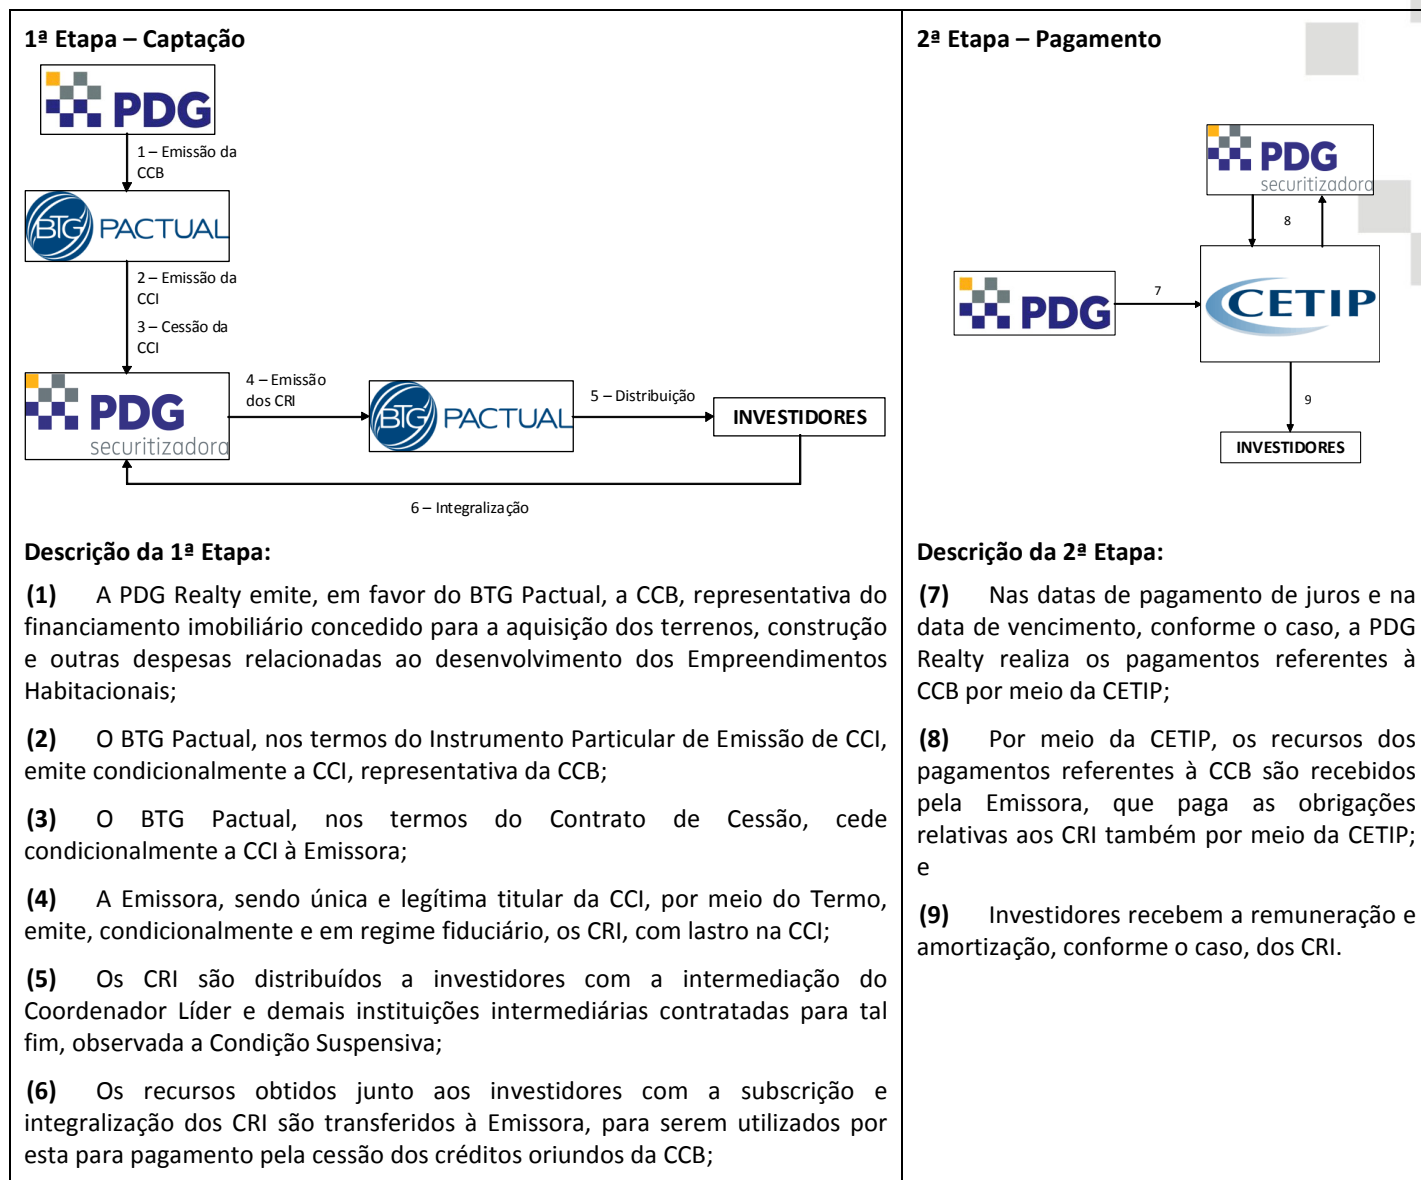 1ª Etapa – Captação
PDG
1 – Emissão da
CCB
BTG PACTUAL
2 – Emissão da
CCI
3 – Cessão da
CCI
PDG
securitizadora
4 – Emissão
dos CRI
BTG PACTUAL
5 – Distribuição
INVESTIDORES
6 – Integralização
Descrição da 1ª Etapa:
(1) A PDG Realty emite, em favor do BTG Pactual, a CCB, representativa do
financiamento imobiliário concedido para a aquisição dos terrenos, construção
e outras despesas relacionadas ao desenvolvimento dos Empreendimentos
Habitacionais;
(2) O BTG Pactual, nos termos do Instrumento Particular de Emissão de CCI,
emite condicionalmente a CCI, representativa da CCB;
(3) O BTG Pactual, nos termos do Contrato de Cessão, cede
condicionalmente a CCI à Emissora;
(4) A Emissora, sendo única e legítima titular da CCI, por meio do Termo,
emite, condicionalmente e em regime fiduciário, os CRI, com lastro na CCI;
(5) Os CRI são distribuídos a investidores com a intermediação do
Coordenador Líder e demais instituições intermediárias contratadas para tal
fim, observada a Condição Suspensiva;
(6) Os recursos obtidos junto aos investidores com a subscrição e
integralização dos CRI são transferidos à Emissora, para serem utilizados por
esta para pagamento pela cessão dos créditos oriundos da CCB;
2ª Etapa – Pagamento
PDG
securitizadora
8
PDG
7
CETIP
9
INVESTIDORES
Descrição da 2ª Etapa:
(7) Nas datas de pagamento de juros e na
data de vencimento, conforme o caso, a PDG
Realty realiza os pagamentos referentes à
CCB por meio da CETIP;
(8) Por meio da CETIP, os recursos dos
pagamentos referentes à CCB são recebidos
pela Emissora, que paga as obrigações
relativas aos CRI também por meio da CETIP;
e
(9) Investidores recebem a remuneração e
amortização, conforme o caso, dos CRI.